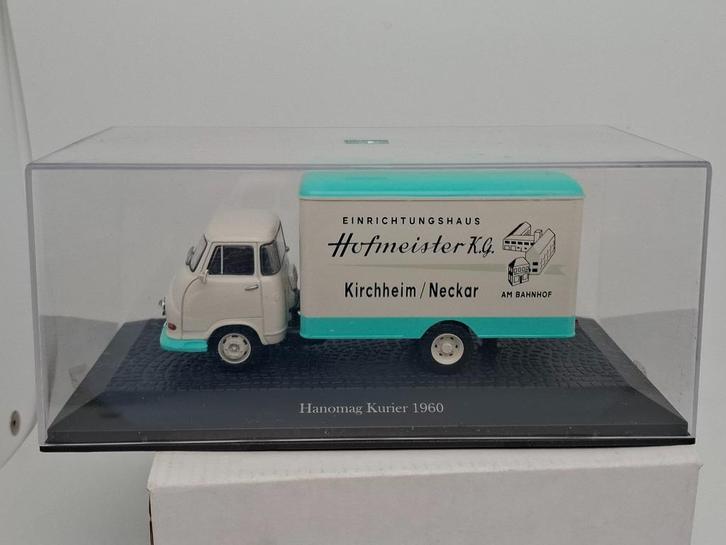 EINRICHTUNGSHAUS
Hofmeister K.G.
Kirchheim/Neckar
AM BAHNHOF
Hanomag Kurier 1960